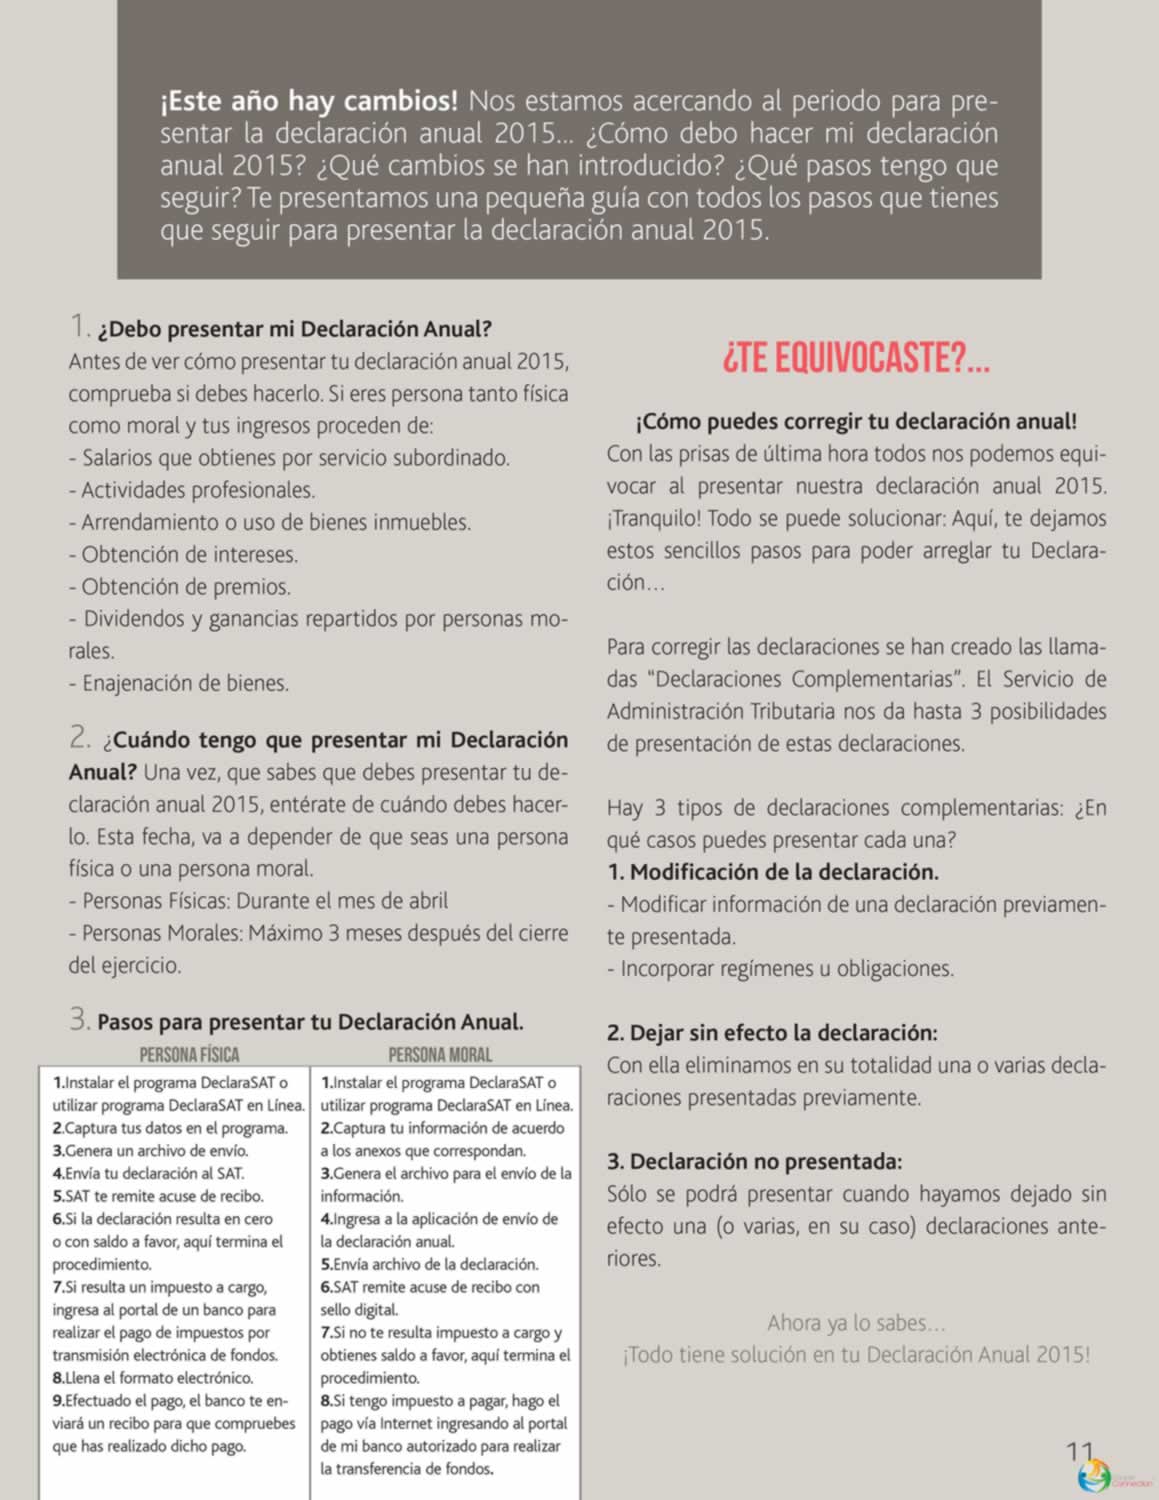 ¡Este año hay cambios! Nos estamos acercando al periodo para pre-
sentar la declaración anual 2015... ¿Cómo debo hacer mi declaración
anual 2015? ¿Qué cambios se han introducido? ¿Qué pasos tengo que
seguir? Te presentamos una pequeña guía con todos los pasos que tienes
que seguir para presentar la declaración anual 2015.
1. ¿Debo presentar mi Declaración Anual?
Antes de ver cómo presentar tu declaración anual 2015,
comprueba si debes hacerlo. Si eres persona tanto física
como moral y tus ingresos proceden de:
- Salarios que obtienes por servicio subordinado.
- Actividades profesionales.
- Arrendamiento o uso de bienes inmuebles.
- Obtención de intereses.
- Obtención de premios.
- Dividendos y ganancias repartidos por personas mo-
rales.
- Enajenación de bienes.
2. ¿Cuándo tengo que presentar mi Declaración
Anual? Una vez, que sabes que debes presentar tu de-
claración anual 2015, entérate de cuándo debes hacer-
lo. Esta fecha, va a depender de que seas una persona
física o una persona moral.
- Personas Físicas: Durante el mes de abril
- Personas Morales: Máximo 3 meses después del cierre
del ejercicio.
3. Pasos para presentar tu Declaración Anual.
PERSONA FÍSICA
1.Instalar el programa DeclaraSAT o
utilizar programa DeclaraSAT en Línea.
2.Captura tus datos en el programa.
3.Genera un archivo de envío.
4.Envía tu declaración al SAT.
5.SAT te remite acuse de recibo.
6.Si la declaración resulta en cero
o con saldo a favor, aquí termina el
procedimiento.
7.Si resulta un impuesto a cargo,
ingresa al portal de un banco para
realizar el pago de impuestos por
transmisión electrónica de fondos.
8.Llena el formato electrónico.
9.Efectuado el pago, el banco te en-
viará un recibo para que compruebes
que has realizado dicho pago.
PERSONA MORAL
1.Instalar el programa DeclaraSAT o
utilizar programa DeclaraSAT en Línea.
2.Captura tu información de acuerdo
a los anexos que correspondan.
3.Genera el archivo para el envío de la
información.
4.Ingresa a la aplicación de envío de
la declaración anual.
5.Envía archivo de la declaración.
6.SAT remite acuse de recibo con
sello digital.
7.Si no te resulta impuesto a cargo y
obtienes saldo a favor, aquí termina el
procedimiento.
8.Si tengo impuesto a pagar, hago el
pago vía Internet ingresando al portal
de mi banco autorizado para realizar
la transferencia de fondos.
¿TE EQUIVOCASTE?...
¡Cómo puedes corregir tu declaración anual!
Con las prisas de última hora todos nos podemos equi-
vocar al presentar nuestra declaración anual 2015.
¡Tranquilo! Todo se puede solucionar: Aquí, te dejamos
estos sencillos pasos para poder arreglar tu Declara-
ción...
Para corregir las declaraciones se han creado las llama-
das "Declaraciones Complementarias". El Servicio de
Administración Tributaria nos da hasta 3 posibilidades
de presentación de estas declaraciones.
Hay 3 tipos de declaraciones complementarias: ¿En
qué casos puedes presentar cada una?
1. Modificación de la declaración.
- Modificar información de una declaración previamen-
te presentada.
- Incorporar regímenes u obligaciones.
2. Dejar sin efecto la declaración:
Con ella eliminamos en su totalidad una o varias decla-
raciones presentadas previamente.
3. Declaración no presentada:
Sólo se podrá presentar cuando hayamos dejado sin
efecto una (o varias, en su caso) declaraciones ante-
riores.
Ahora ya lo sabes...
¡Todo tiene solución en tu Declaración Anual 2015!
11
Connection